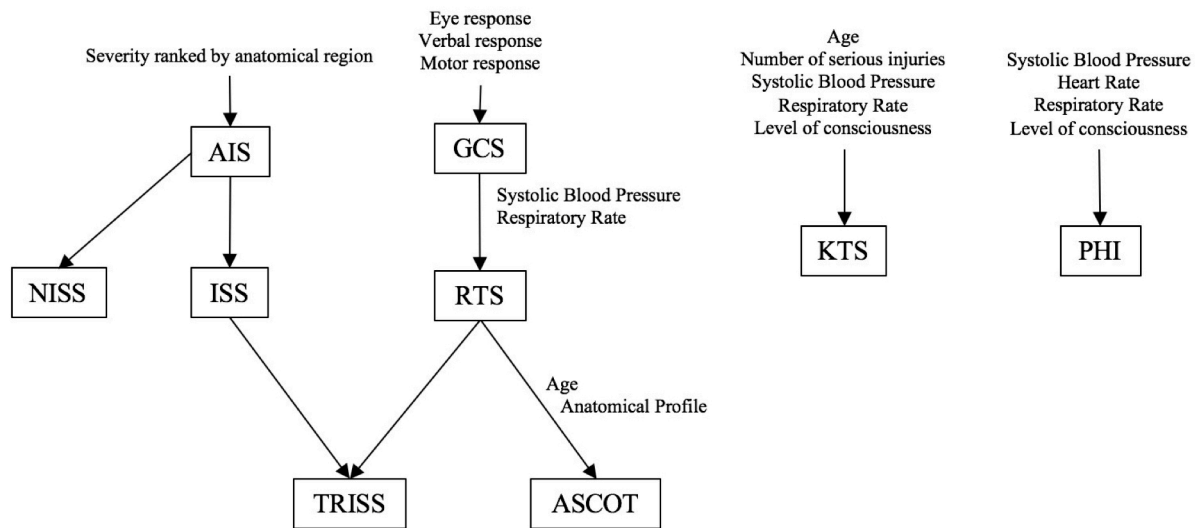 Severity ranked by anatomical region
Eye response
Verbal response
Motor response
Age
Number of serious injuries
Systolic Blood Pressure
Respiratory Rate
Level of consciousness
Systolic Blood Pressure
Heart Rate
Respiratory Rate
Level of consciousness
AIS
GCS
Systolic Blood Pressure
Respiratory Rate
KTS
PHI
NISS
ISS
RTS
Age
Anatomical Profile
TRISS
ASCOT